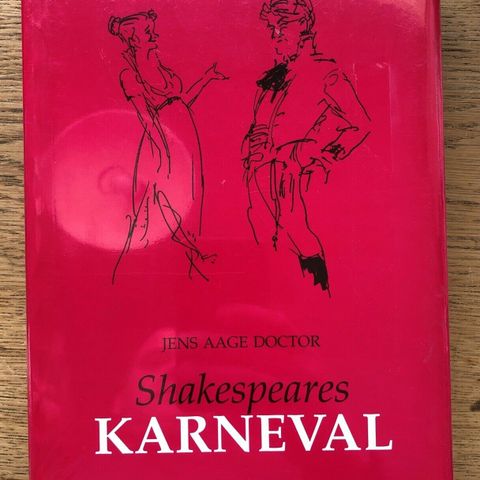 JENS AAGE DOCTOR
Shakespeares
KARNEVAL